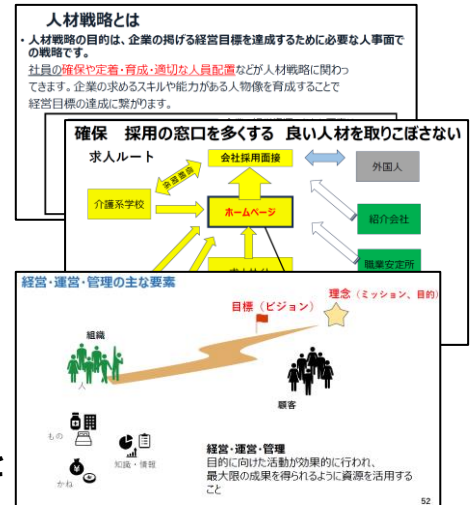 人材戦略とは
・人材戦略の目的は、企業の掲げる経営目標を達成するために必要な人事面で
の戦略です。
社員の確保や定着・育成・適切な人員配置などが人材戦略に関わっ
てきます。企業の求めるスキルや能力がある人物像を育成することで
経営目標の達成に繋がります。
確保 採用の窓口を多くする 良い人材を取りこぼさない
求人ルート
会社採用面接
外国人
介護系学校
ホームページ
紹介会社
職業安定所
経営・運営・管理の主な要素
理念（ミッション、目的）
目標（ビジョン）
組織
人
顧客
もの
知識・情報
かね
経営・運営・管理
目的に向けた活動が効果的に行われ、
最大限の成果を得られるように資源を活用する
こと
52